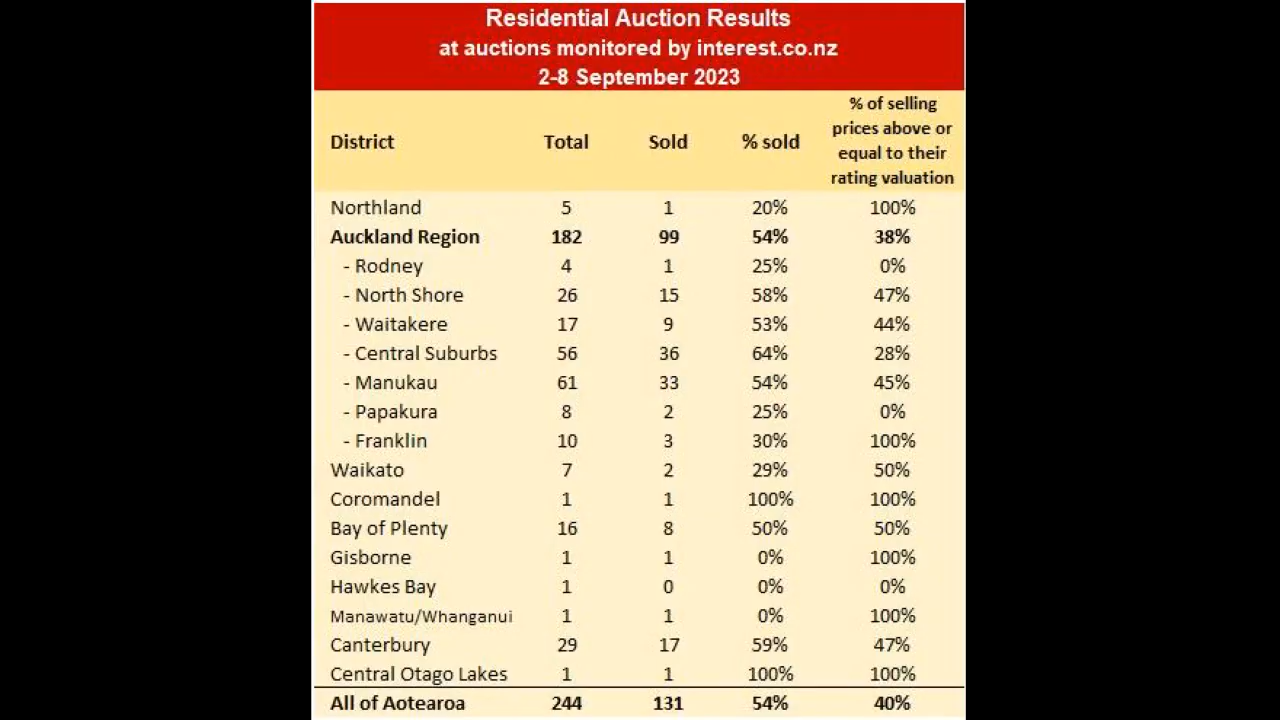 Residential Auction Results
at auctions monitored by interest.co.nz
2-8 September 2023
District Total Sold % sold % of selling
prices above or
equal to their
rating valuation
Northland 5 1 20% 100%
Auckland Region 182 99 54% 38%
- Rodney 4 1 25% 0%
- North Shore 26 15 58% 47%
- Waitakere 17 9 53% 44%
- Central Suburbs 56 36 64% 28%
- Manukau 61 33 54% 45%
- Papakura 8 2 25% 0%
- Franklin 10 3 30% 100%
Waikato 7 2 29% 50%
Coromandel 1 1 100% 100%
Bay of Plenty 16 8 50% 50%
Gisborne 1 1 0% 100%
Hawkes Bay 1 0 0% 0%
Manawatu/Whanganui 1 1 0% 100%
Canterbury 29 17 59% 47%
Central Otago Lakes 1 1 100% 100%
All of Aotearoa 244 131 54% 40%